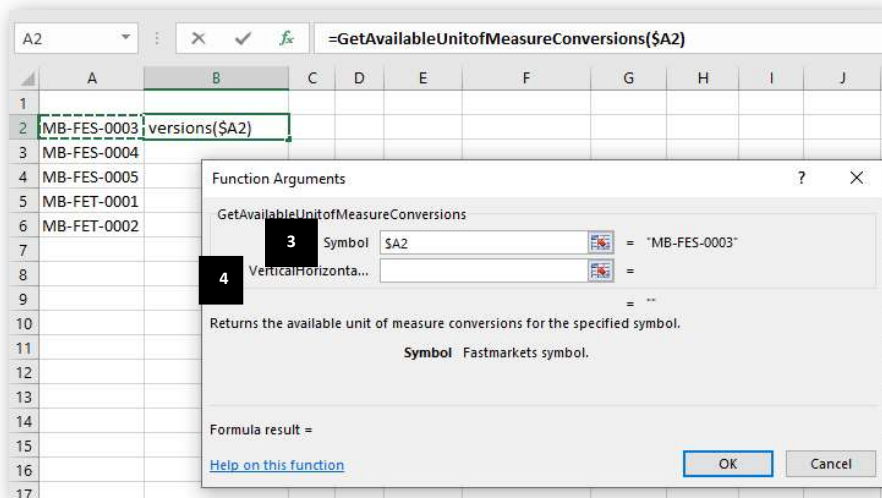 A2 fx =GetAvailableUnitofMeasureConversions($A2)
A B C D E F G H I J
1
2 MB-FES-0003 versions($A2)
3 MB-FES-0004
4 MB-FES-0005
5 MB-FET-0001
6 MB-FET-0002
7
8
9
10
11
12
13
14
15
16
17
Function Arguments ? ×
GetAvailableUnitofMeasureConversions
3 Symbol $A2 = "MB-FES-0003"
4 VerticalHorizonta... =
= ""
Returns the available unit of measure conversions for the specified symbol.
Symbol Fastmarkets symbol.
Formula result =
Help on this function OK Cancel